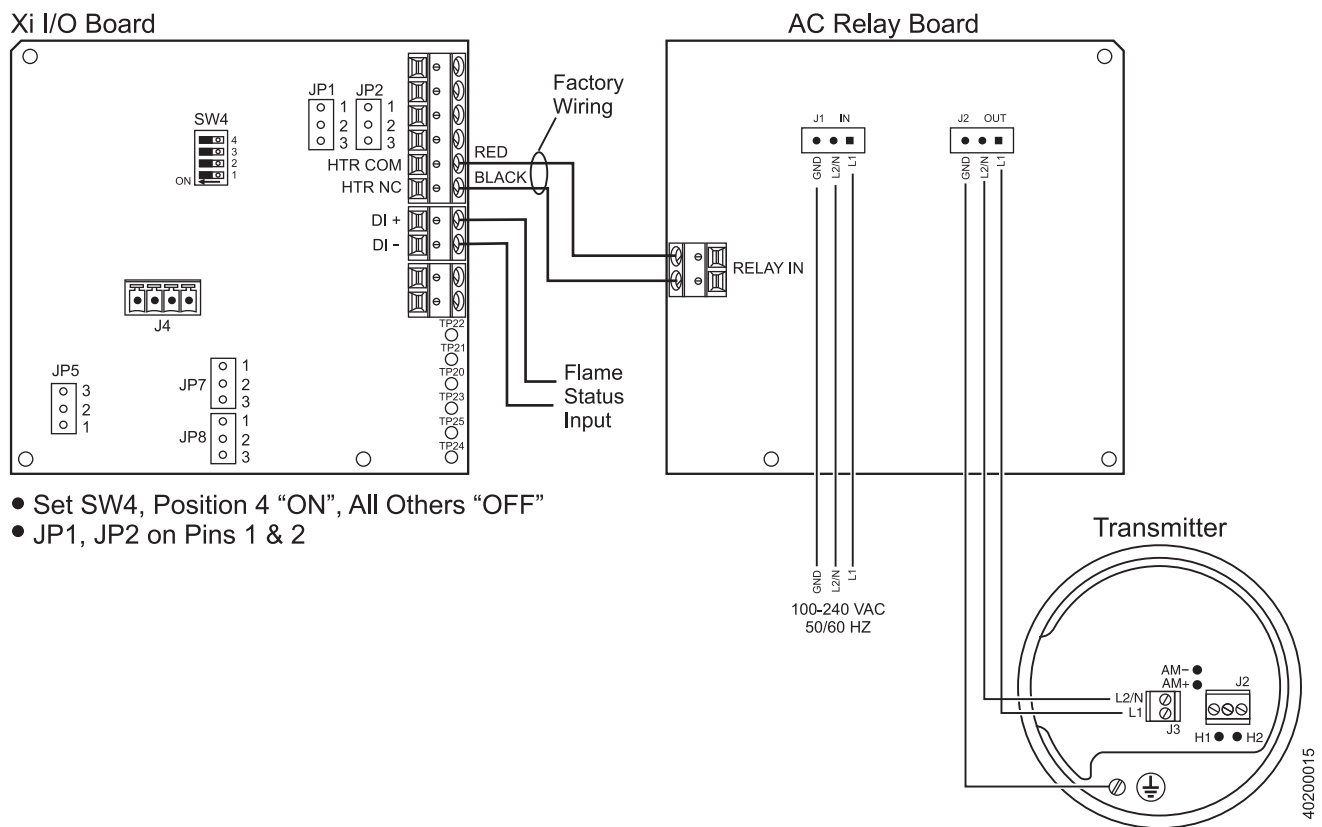 Xi I/O Board
AC Relay Board
JP1
1
2
3
JP2
1
2
3
SW4
4
3
2
1
ON
Factory
Wiring
HTR COM
RED
HTR NC
BLACK
DI +
DI -
J4
TP22
TP21
TP20
TP23
TP25
TP24
Flame
Status
Input
JP5
3
2
1
JP7
1
2
3
JP8
1
2
3
J1 IN
GND
L2/N
L1
J2 OUT
GND
L2/N
L1
RELAY IN
GND
L2/N
L1
100-240 VAC
50/60 HZ
• Set SW4, Position 4 “ON”, All Others “OFF”
• JP1, JP2 on Pins 1 & 2
Transmitter
AM-
AM+
J2
L2/N
L1
J3
H1
H2
40200015